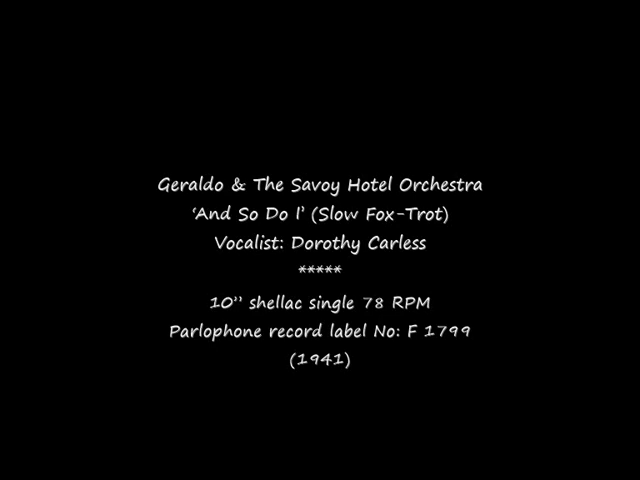 Geraldo & The Savoy Hotel Orchestra
‘And So Do I’ (Slow Fox-Trot)
Vocalist: Dorothy Carless
*****
10” shellac single 78 RPM
Parlophone record label No: F 1799
(1941)